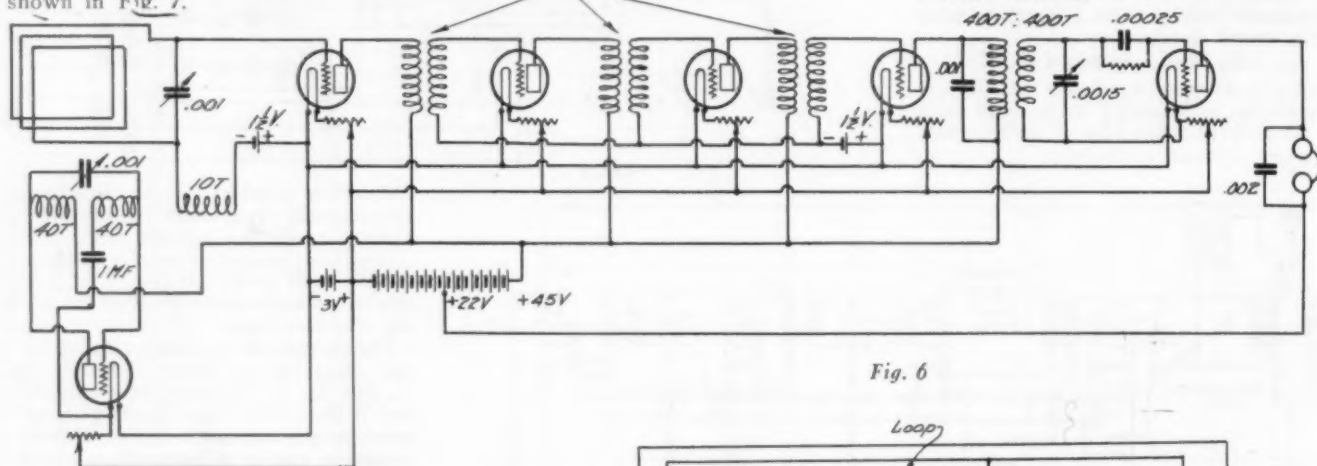 shown in Fig. 7.
400T: 400T
.00025
.001
.001
.0015
1½V.
- +
1½V.
- +
10T
.001
40T
40T
1MF
.002
- 3V +
+22V
+45V
Fig. 6
Loop